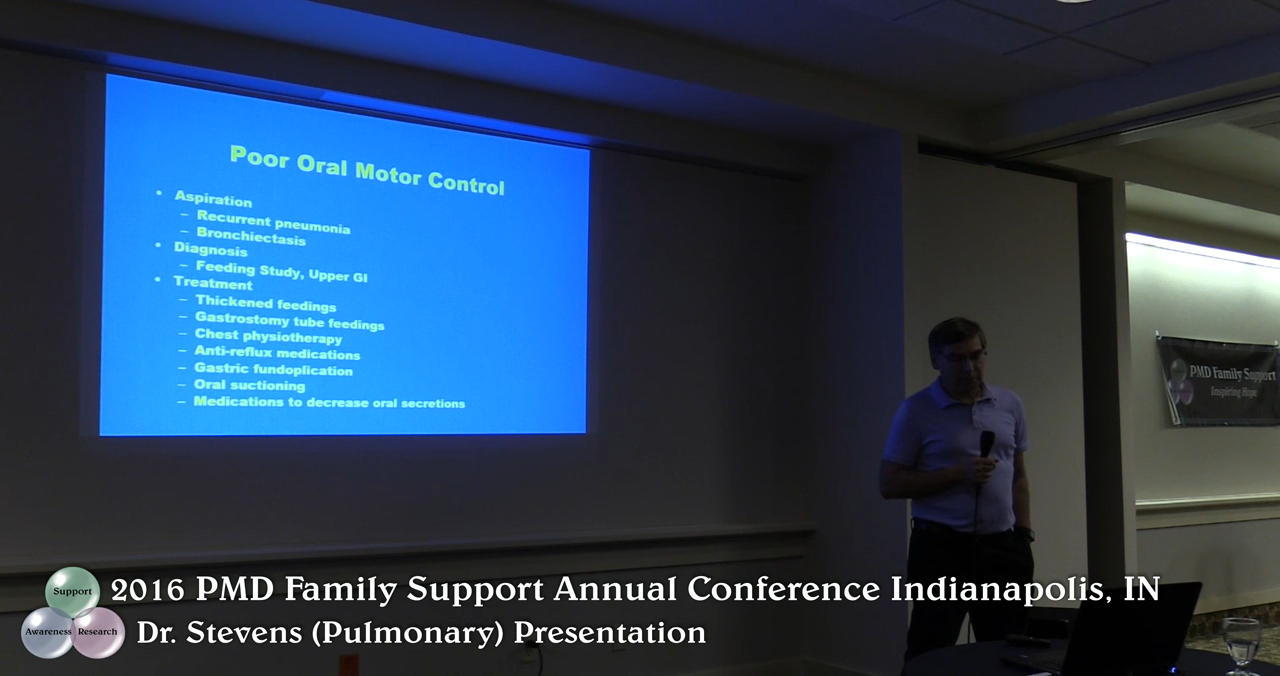 Poor Oral Motor Control
• Aspiration
– Recurrent pneumonia
– Bronchiectasis
• Diagnosis
– Feeding Study, Upper GI
• Treatment
– Thickened feedings
– Gastrostomy tube feedings
– Chest physiotherapy
– Anti-reflux medications
– Gastric fundoplication
– Oral suctioning
– Medications to decrease oral secretions
PMD Family Support
Inspiring Hope
Support
Awareness Research
2016 PMD Family Support Annual Conference Indianapolis, IN
Dr. Stevens (Pulmonary) Presentation